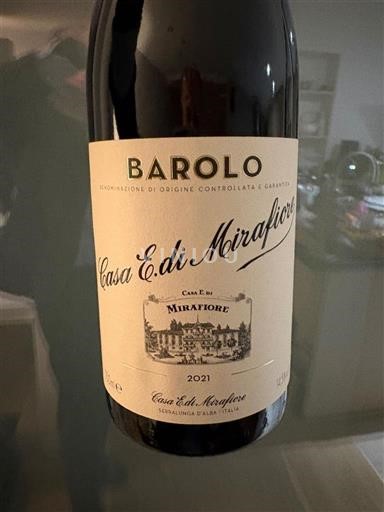 BAROLO
DENOMINAZIONE DI ORIGINE CONTROLLATA E GARANTITA
Casa E. di Mirafiore
CASA E. DI
MIRAFIORE
2021
Casa E. di Mirafiore
SERRALUNGA D'ALBA - ITALIA